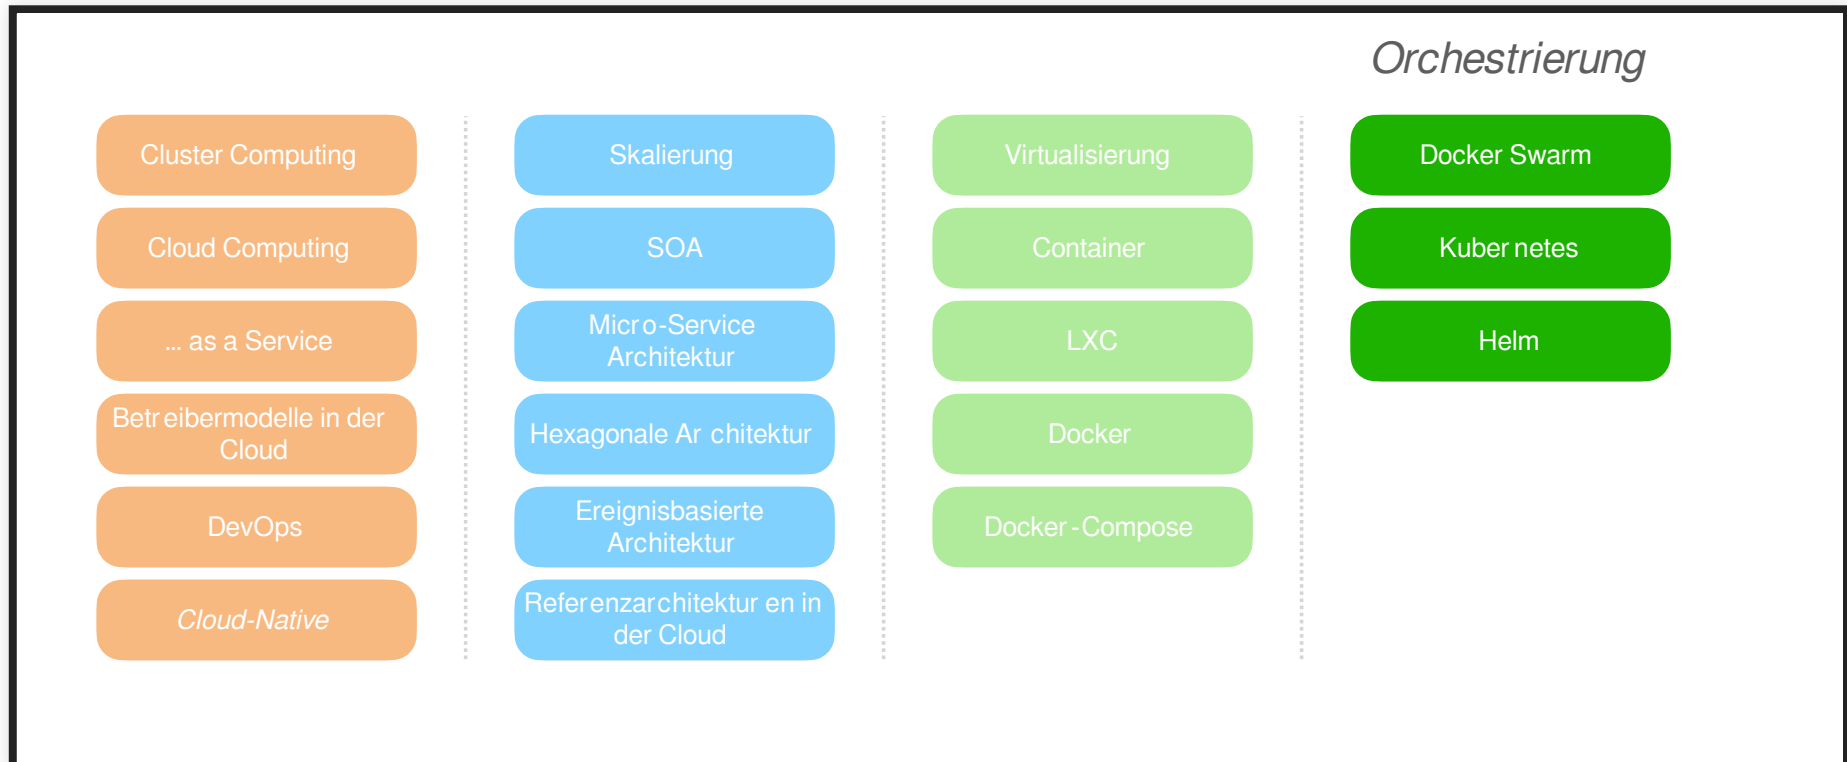 Orchestrierung
Cluster Computing
Cloud Computing
... as a Service
Betreibermodelle in der
Cloud
DevOps
Cloud-Native
Skalierung
SOA
Micro-Service
Architektur
Hexagonale Architektur
Ereignisbasierte
Architektur
Referenzarchitekturen in
der Cloud
Virtualisierung
Container
LXC
Docker
Docker-Compose
Docker Swarm
Kubernetes
Helm